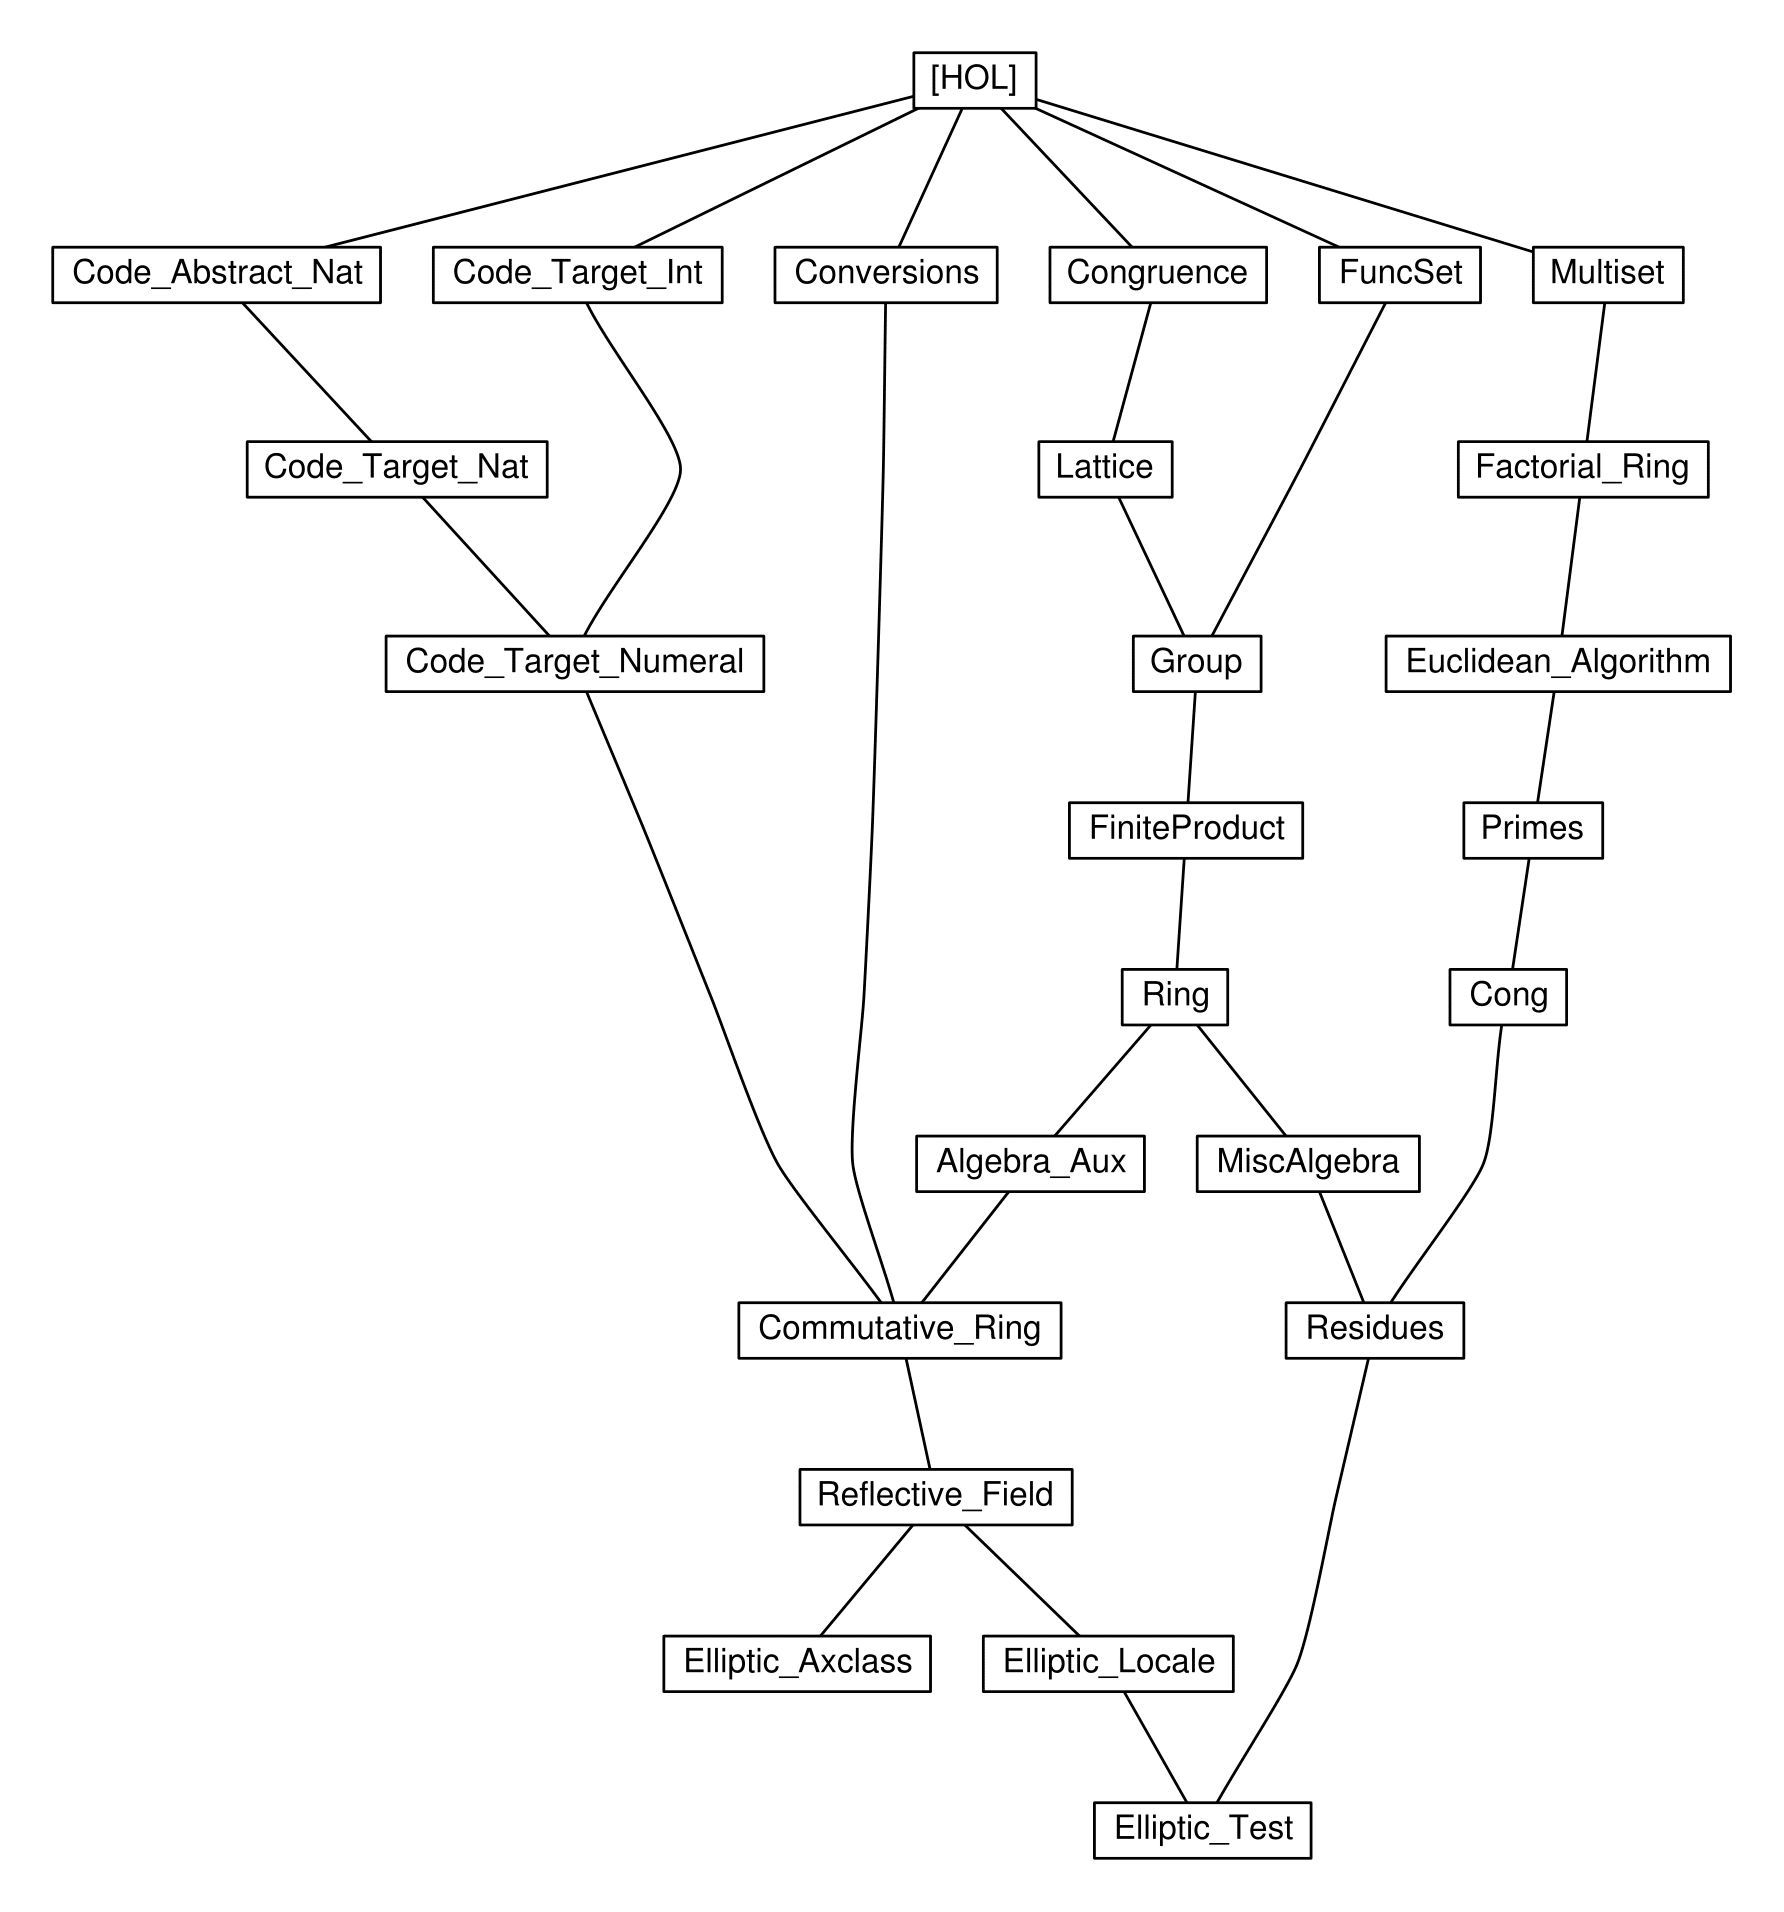 [HOL]
Code_Abstract_Nat
Code_Target_Int
Conversions
Congruence
FuncSet
Multiset
Code_Target_Nat
Lattice
Factorial_Ring
Code_Target_Numeral
Group
Euclidean_Algorithm
FiniteProduct
Primes
Ring
Cong
Algebra_Aux
MiscAlgebra
Commutative_Ring
Residues
Reflective_Field
Elliptic_Axclass
Elliptic_Locale
Elliptic_Test